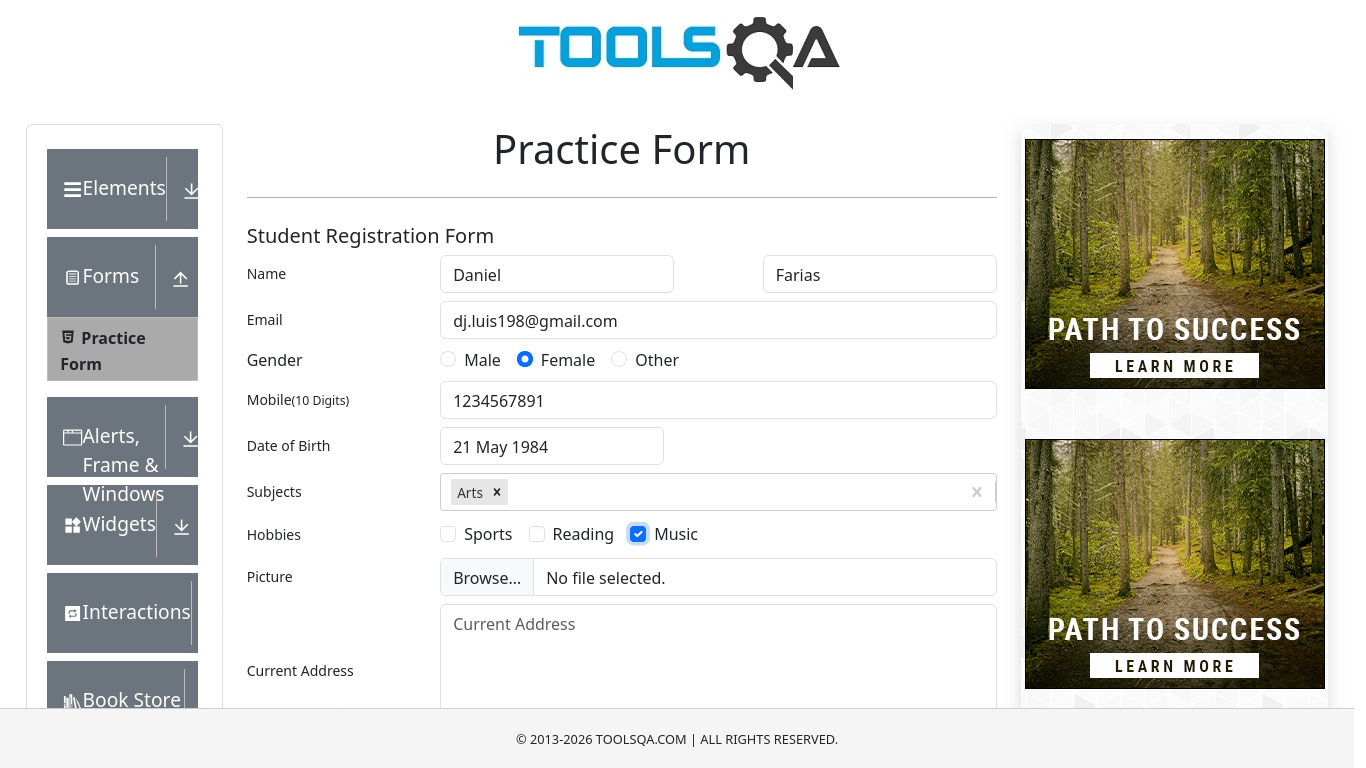 TOOLSQA
Practice Form
Elements
Forms
Practice
Form
Alerts,
Frame &
Windows
Widgets
Interactions
Book Store
Student Registration Form
Name
Daniel
Farias
Email
dj.luis198@gmail.com
Gender
Male
Female
Other
Mobile(10 Digits)
1234567891
Date of Birth
21 May 1984
Subjects
Arts
Hobbies
Sports
Reading
Music
Picture
Browse... No file selected.
Current Address
Current Address
PATH TO SUCCESS
LEARN MORE
PATH TO SUCCESS
LEARN MORE
© 2013-2026 TOOLSQA.COM | ALL RIGHTS RESERVED.